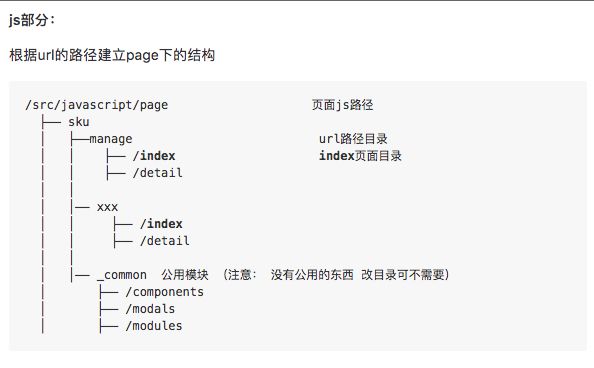 js部分：
根据url的路径建立page下的结构
/src/javascript/page 页面js路径
├── sku
│ ├──manage url路径目录
│ │ ├── /index index页面目录
│ │ ├── /detail
│ │
│ │── xxx
│ │ ├── /index
│ │ ├── /detail
│ │
│ │── _common 公用模块 (注意： 没有公用的东西 改目录可不需要)
│ ├── /components
│ ├── /modals
│ ├── /modules